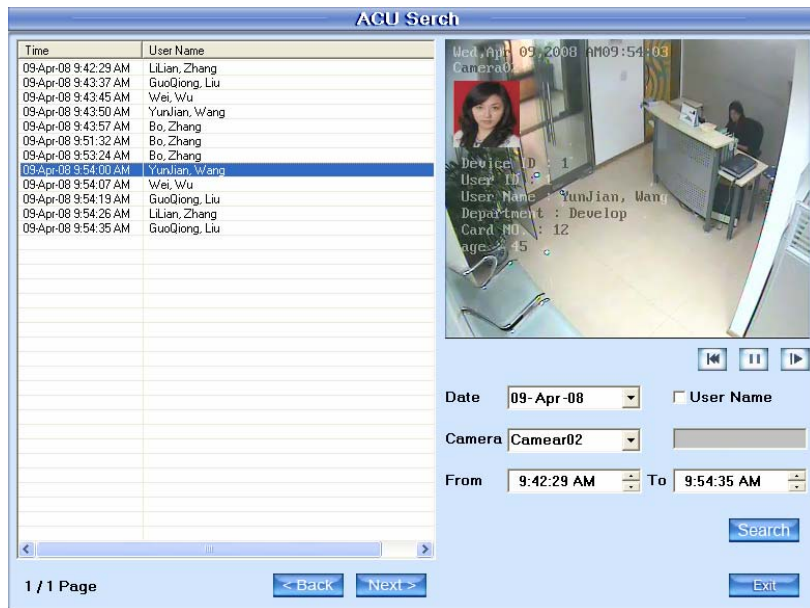 ACU Serch
Time User Name
09-Apr-08 9:42:29 AM LiLian, Zhang
09-Apr-08 9:43:37 AM GuoQiong, Liu
09-Apr-08 9:43:45 AM Wei, Wu
09-Apr-08 9:43:50 AM YunJian, Wang
09-Apr-08 9:43:57 AM Bo, Zhang
09-Apr-08 9:51:32 AM Bo, Zhang
09-Apr-08 9:53:24 AM Bo, Zhang
09-Apr-08 9:54:00 AM YunJian, Wang
09-Apr-08 9:54:07 AM Wei, Wu
09-Apr-08 9:54:19 AM GuoQiong, Liu
09-Apr-08 9:54:26 AM LiLian, Zhang
09-Apr-08 9:54:35 AM GuoQiong, Liu
1 / 1 Page
< Back
Next >
Wed,Apr 09,2008 AM09:54:03
Camera02
Device ID : 1
User ID : 1
User Name : YunJian, Wang
Department : Develop
Card NO. : 12
age : 45
Date 09-Apr-08 User Name
Camera Camear02
From 9:42:29 AM To 9:54:35 AM
Search
Exit